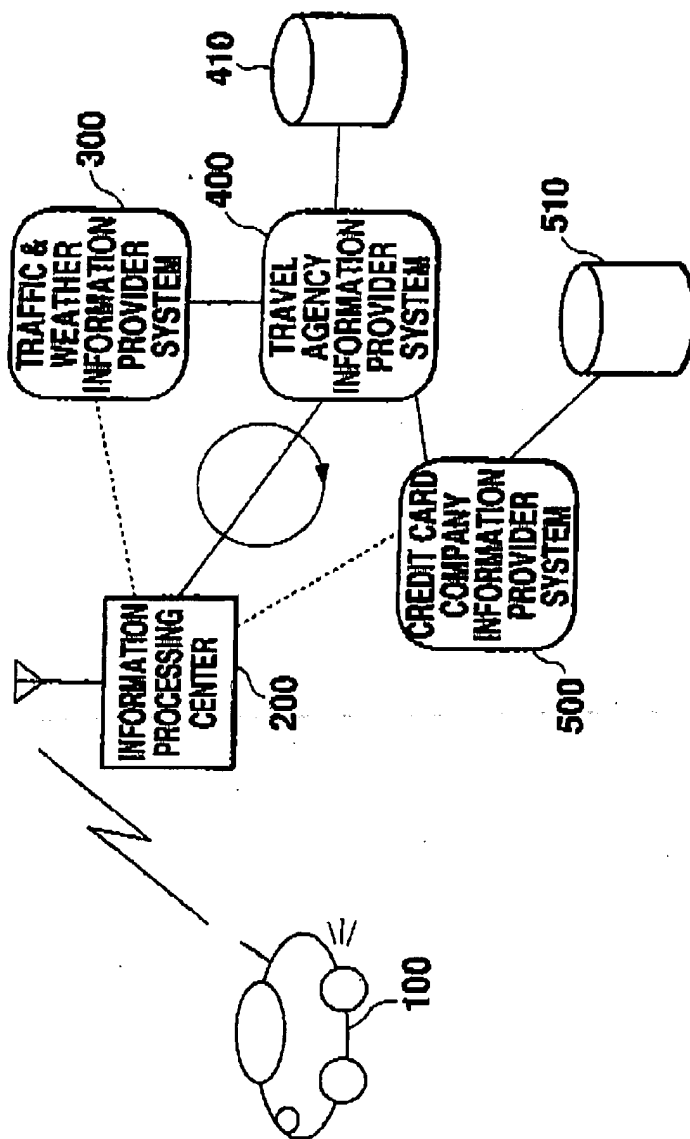 TRAFFIC &
WEATHER
INFORMATION
PROVIDER
SYSTEM
300
410
400
TRAVEL
AGENCY
INFORMATION
PROVIDER
SYSTEM
INFORMATION
PROCESSING
CENTER
200
510
CREDIT CARD
COMPANY
INFORMATION
PROVIDER
SYSTEM
500
100